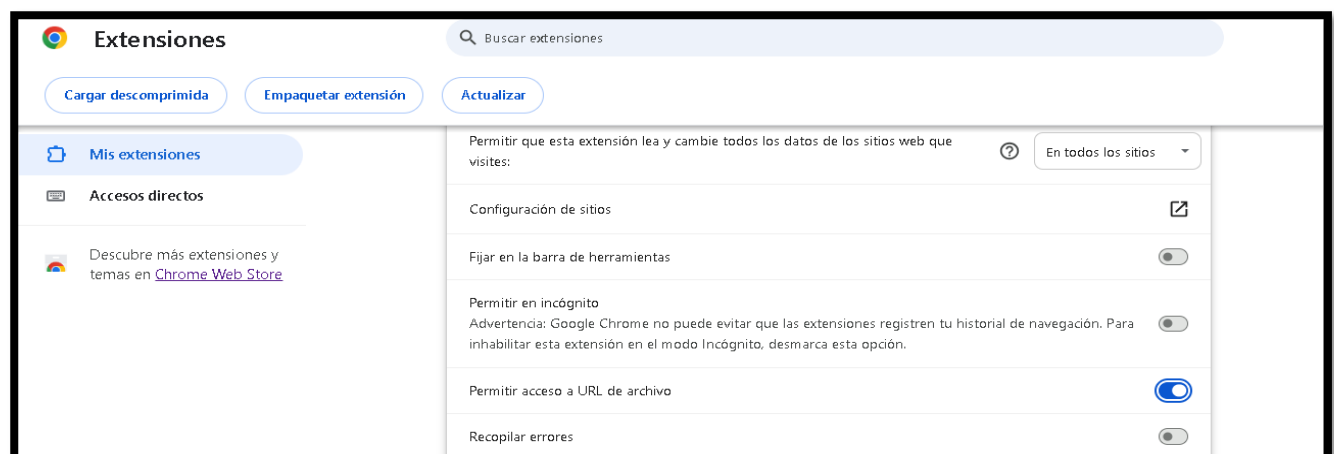 Extensiones
Buscar extensiones
Cargar descomprimida
Empaquetar extensión
Actualizar
Mis extensiones
Accesos directos
Descubre más extensiones y
temas en Chrome Web Store
Permitir que esta extensión lea y cambie todos los datos de los sitios web que
visites:
En todos los sitios
Configuración de sitios
Fijar en la barra de herramientas
Permitir en incógnito
Advertencia: Google Chrome no puede evitar que las extensiones registren tu historial de navegación. Para
inhabilitar esta extensión en el modo Incógnito, desmarca esta opción.
Permitir acceso a URL de archivo
Recopilar errores